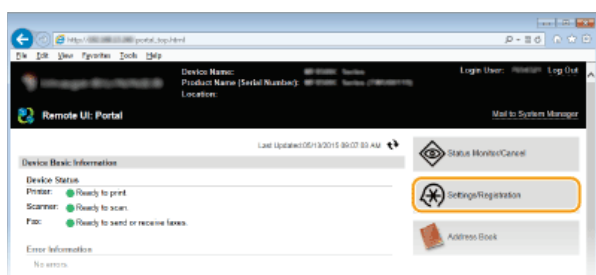 http://
portal_top.html
File Edit View Favorites Tools Help
Device Name: Series
Product Name (Serial Number): Series
Location:
Login User: Log Out
Remote UI: Portal
Mail to System Manager
Last Updated:05/13/2015 09:07:03 AM
Device Basic Information
Device Status
Printer: Ready to print.
Scanner: Ready to scan.
Fax: Ready to send or receive faxes.
Error Information
No errors.
Status Monitor/Cancel
Settings/Registration
Address Book